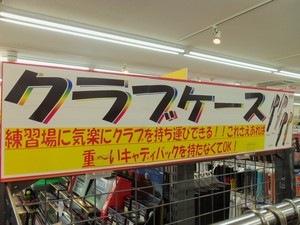 クラブケース
練習場に気楽にクラブを持ち運びできる！！これさえあれば
重〜いキャディバックを持たなくてOK！